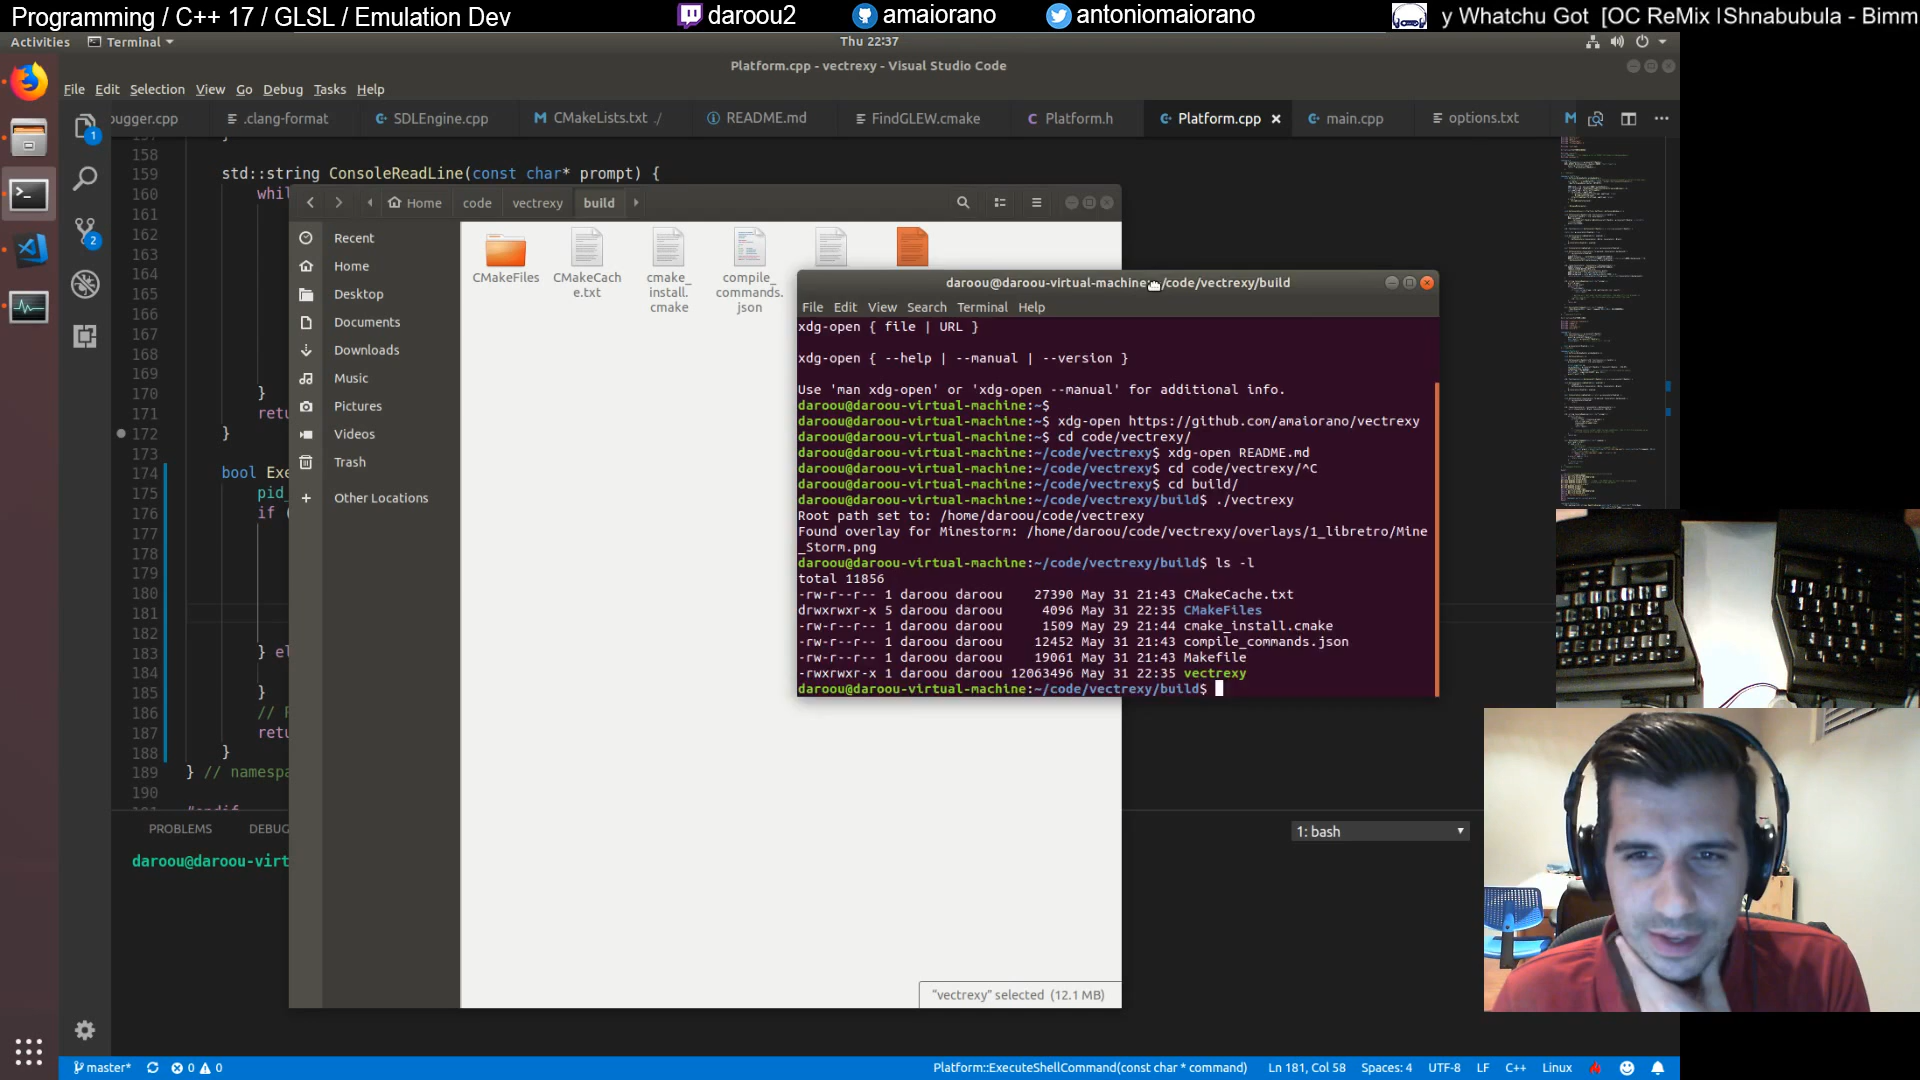 Programming / C++ 17 / GLSL / Emulation Dev
daroou2
amaiorano
antoniomaiorano
y Whatchu Got [OC ReMix |Shnabubula - Bimm
Activities
Terminal
Thu 22:37
Platform.cpp - vectrexy - Visual Studio Code
File Edit Selection View Go Debug Tasks Help
ougger.cpp
.clang-format
SDLEngine.cpp
M CMakeLists.txt ./
README.md
FindGLEW.cmake
C Platform.h
Platform.cpp
main.cpp
options.txt
M
158
159 std::string ConsoleReadLine(const char* prompt) {
160 whil
161
162
163
164
165
166
167
168
169
170 }
171 retu
172 }
173
174 bool Exe
175 pid_
176 if (
177
178
179
180
181
182
183 } el
184
185 }
186 // F
187 retu
188 }
189 } // namespa
190
#endif
1
2
Home
code
vectrexy
build
Recent
Home
Desktop
Documents
Downloads
Music
Pictures
Videos
Trash
Other Locations
CMakeFiles
CMakeCache.txt
cmake_install.cmake
compile_commands.json
"vectrexy" selected (12.1 MB)
daroou@daroou-virtual-machine: ~/code/vectrexy/build
File Edit View Search Terminal Help
xdg-open { file | URL }
xdg-open { --help | --manual | --version }
Use 'man xdg-open' or 'xdg-open --manual' for additional info.
daroou@daroou-virtual-machine:~$
daroou@daroou-virtual-machine:~$ xdg-open https://github.com/amaiorano/vectrexy
daroou@daroou-virtual-machine:~$ cd code/vectrexy/
daroou@daroou-virtual-machine:~/code/vectrexy$ xdg-open README.md
daroou@daroou-virtual-machine:~/code/vectrexy$ cd code/vectrexy/^C
daroou@daroou-virtual-machine:~/code/vectrexy$ cd build/
daroou@daroou-virtual-machine:~/code/vectrexy/build$ ./vectrexy
Root path set to: /home/daroou/code/vectrexy
Found overlay for Minestorm: /home/daroou/code/vectrexy/overlays/1_libretro/Mine
_Storm.png
daroou@daroou-virtual-machine:~/code/vectrexy/build$ ls -l
total 11856
-rw-r--r-- 1 daroou daroou 27390 May 31 21:43 CMakeCache.txt
drwxrwxr-x 5 daroou daroou 4096 May 31 22:35 CMakeFiles
-rw-r--r-- 1 daroou daroou 1509 May 29 21:44 cmake_install.cmake
-rw-r--r-- 1 daroou daroou 12452 May 31 21:43 compile_commands.json
-rw-r--r-- 1 daroou daroou 19061 May 31 21:43 Makefile
-rwxrwxr-x 1 daroou daroou 12063496 May 31 22:35 vectrexy
daroou@daroou-virtual-machine:~/code/vectrexy/build$
PROBLEMS
DEBUG
1: bash
daroou@daroou-virt
master*
0 0
Platform::ExecuteShellCommand(const char * command)
Ln 181, Col 58
Spaces: 4
UTF-8
LF
C++
Linux